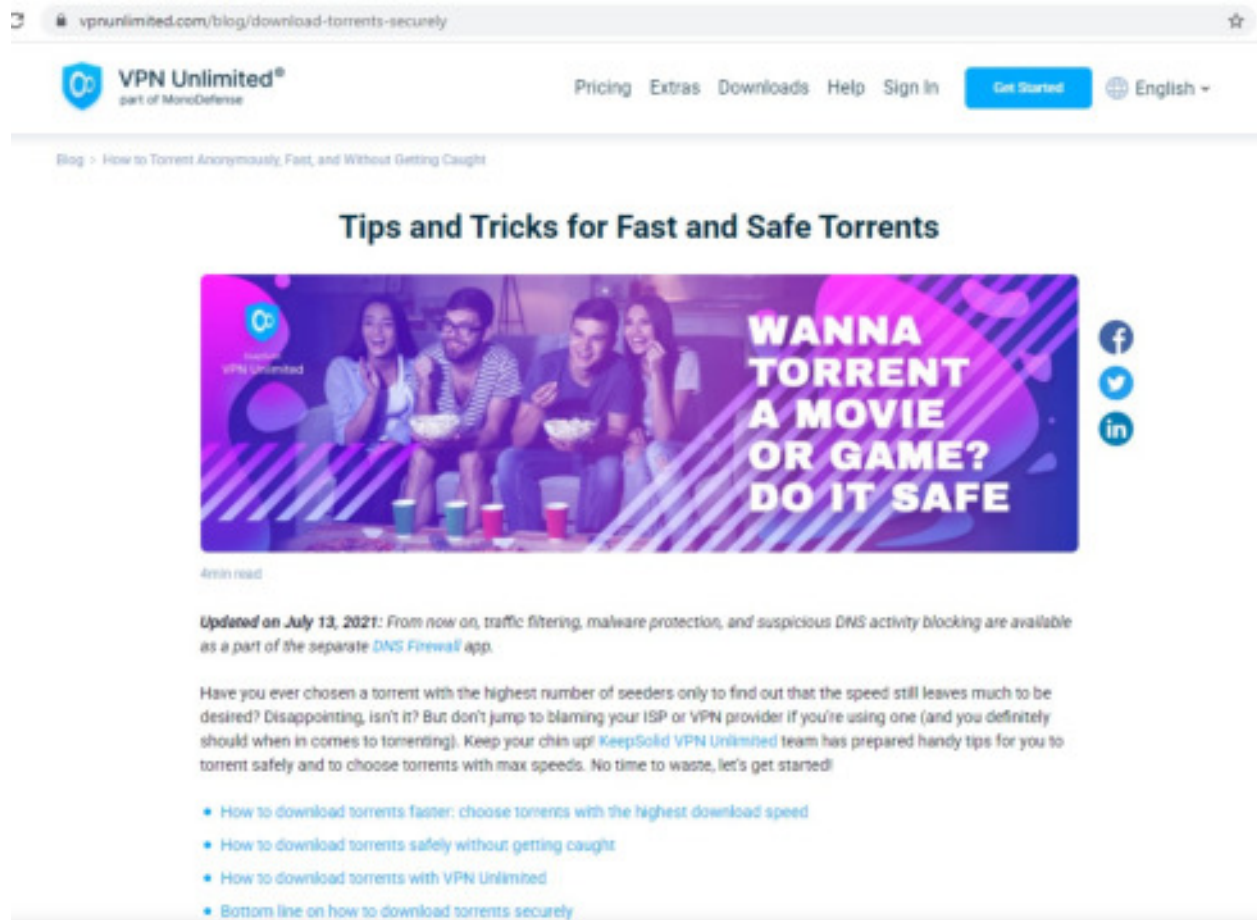 vpnunlimited.com/blog/download-torrents-securely
VPN Unlimited®
part of MonoDefense
Pricing Extras Downloads Help Sign In Get Started English
Blog > How to Torrent Anonymously, Fast, and Without Getting Caught
Tips and Tricks for Fast and Safe Torrents
VPN Unlimited
WANNA
TORRENT
A MOVIE
OR GAME?
DO IT SAFE
4min read
Updated on July 13, 2021: From now on, traffic filtering, malware protection, and suspicious DNS activity blocking are available
as a part of the separate DNS Firewall app.
Have you ever chosen a torrent with the highest number of seeders only to find out that the speed still leaves much to be
desired? Disappointing, isn't it? But don't jump to blaming your ISP or VPN provider if you're using one (and you definitely
should when in comes to torrenting). Keep your chin up! KeepSolid VPN Unlimited team has prepared handy tips for you to
torrent safely and to choose torrents with max speeds. No time to waste, let's get started!
• How to download torrents faster: choose torrents with the highest download speed
• How to download torrents safely without getting caught
• How to download torrents with VPN Unlimited
• Bottom line on how to download torrents securely